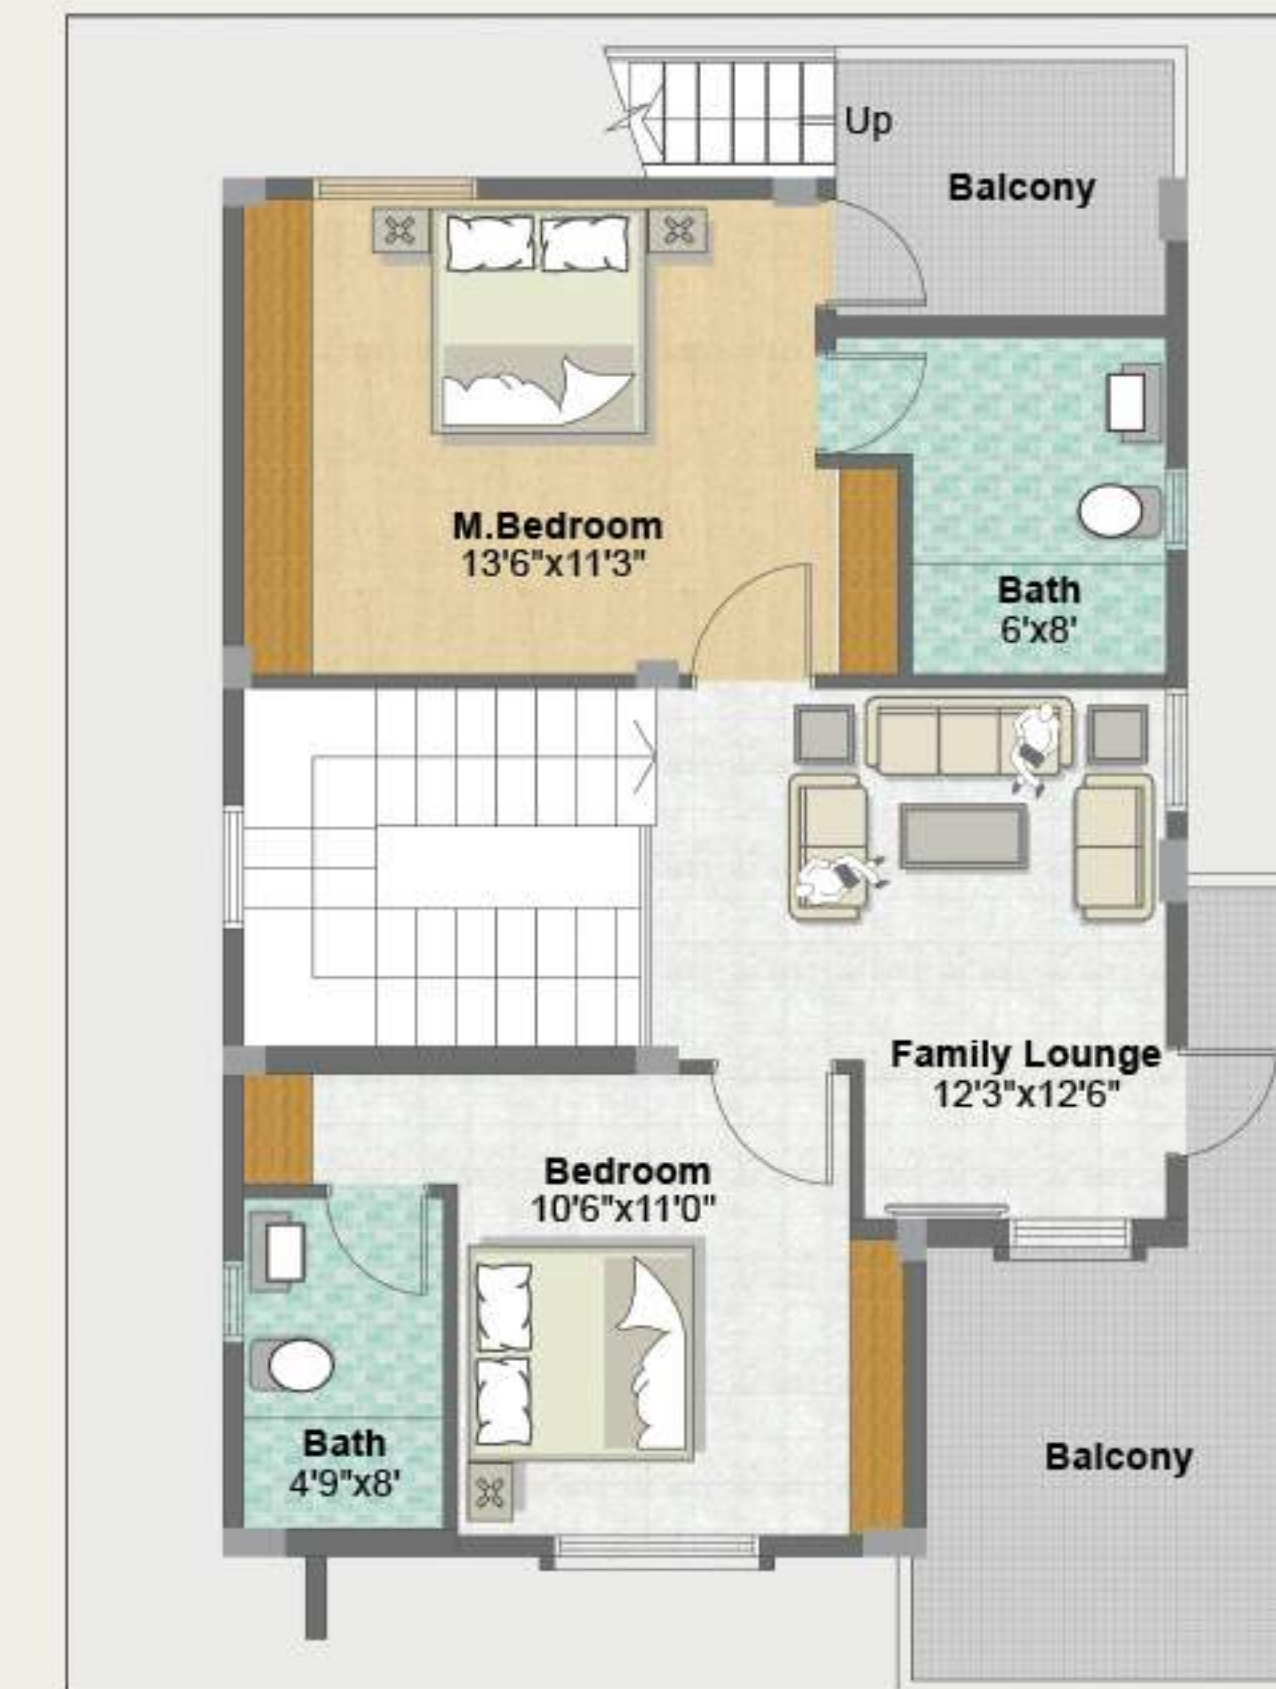 Up
Balcony
M.Bedroom
13'6"x11'3"
Bath
6'x8'
Family Lounge
12'3"x12'6"
Bedroom
10'6"x11'0"
Bath
4'9"x8'
Balcony